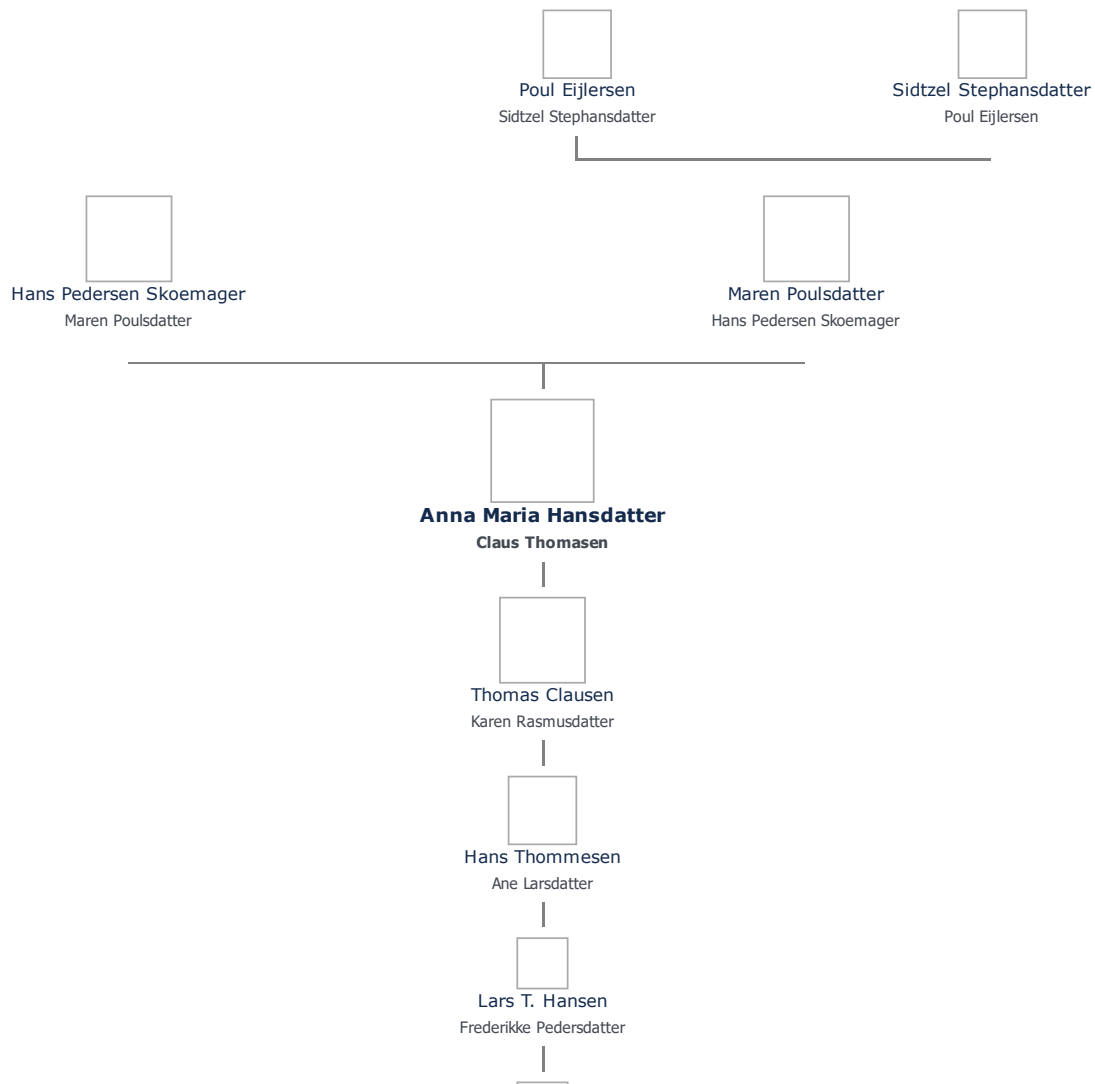 Poul Eijlersen
Sidtzel Stephansdatter
Sidtzel Stephansdatter
Poul Eijlersen
Hans Pedersen Skoemager
Maren Poulsdatter
Maren Poulsdatter
Hans Pedersen Skoemager
Anna Maria Hansdatter
Claus Thomasen
Thomas Clausen
Karen Rasmusdatter
Hans Thommesen
Ane Larsdatter
Lars T. Hansen
Frederikke Pedersdatter